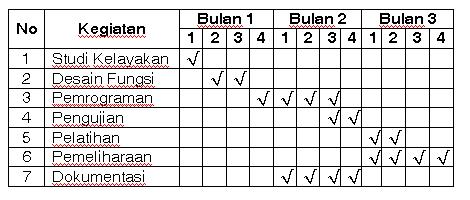 No Kegiatan Bulan 1 Bulan 2 Bulan 3
1 2 3 4 1 2 3 4 1 2 3 4
1 Studi Kelayakan √
2 Desain Fungsi √ √
3 Pemrograman √ √ √ √
4 Pengujian √ √
5 Pelatihan √ √
6 Pemeliharaan √ √ √ √
7 Dokumentasi √ √ √ √